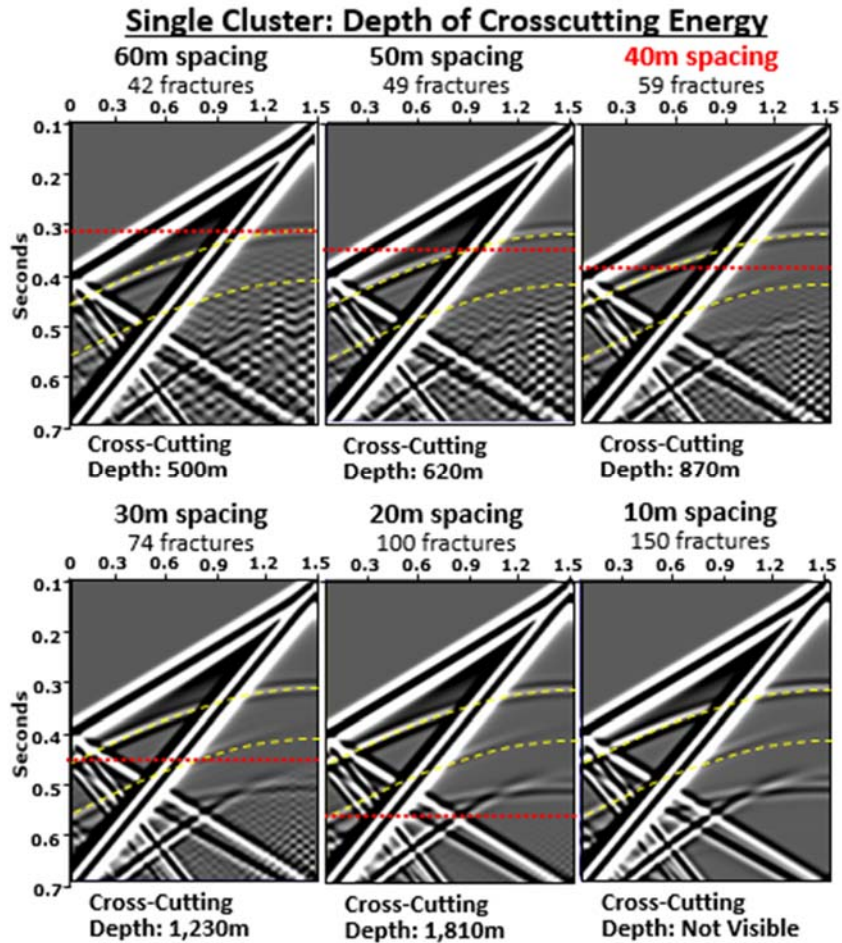 Single Cluster: Depth of Crosscutting Energy
60m spacing
42 fractures
50m spacing
49 fractures
40m spacing
59 fractures
0 0.3 0.6 0.9 1.2 1.5
0.3 0.6 0.9 1.2 1.5
0.3 0.6 0.9 1.2 1.5
0.1
0.2
0.3
0.4
0.5
0.6
0.7
Seconds
Cross-Cutting
Depth: 500m
Cross-Cutting
Depth: 620m
Cross-Cutting
Depth: 870m
30m spacing
74 fractures
20m spacing
100 fractures
10m spacing
150 fractures
0 0.3 0.6 0.9 1.2 1.5
0.3 0.6 0.9 1.2 1.5
0.3 0.6 0.9 1.2 1.5
0.1
0.2
0.3
0.4
0.5
0.6
0.7
Seconds
Cross-Cutting
Depth: 1,230m
Cross-Cutting
Depth: 1,810m
Cross-Cutting
Depth: Not Visible